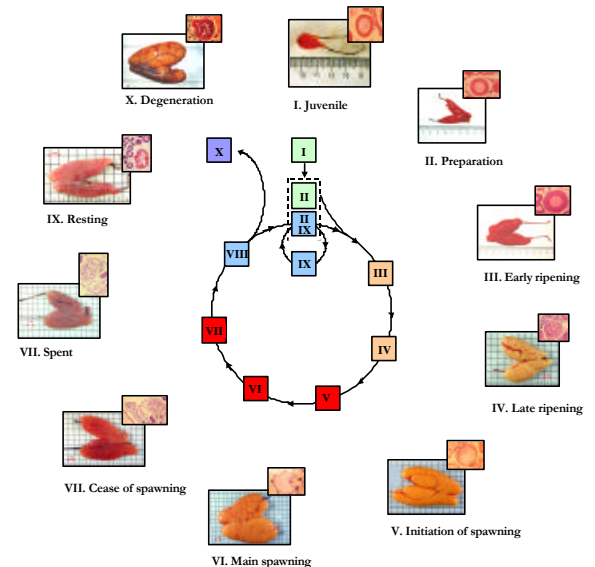 X. Degeneration
I. Juvenile
II. Preparation
IX. Resting
X
I
II
II
IX
VIII
IX
III
III. Early ripening
VII. Spent
VII
IV
VI
V
IV. Late ripening
VII. Cease of spawning
V. Initiation of spawning
VI. Main spawning